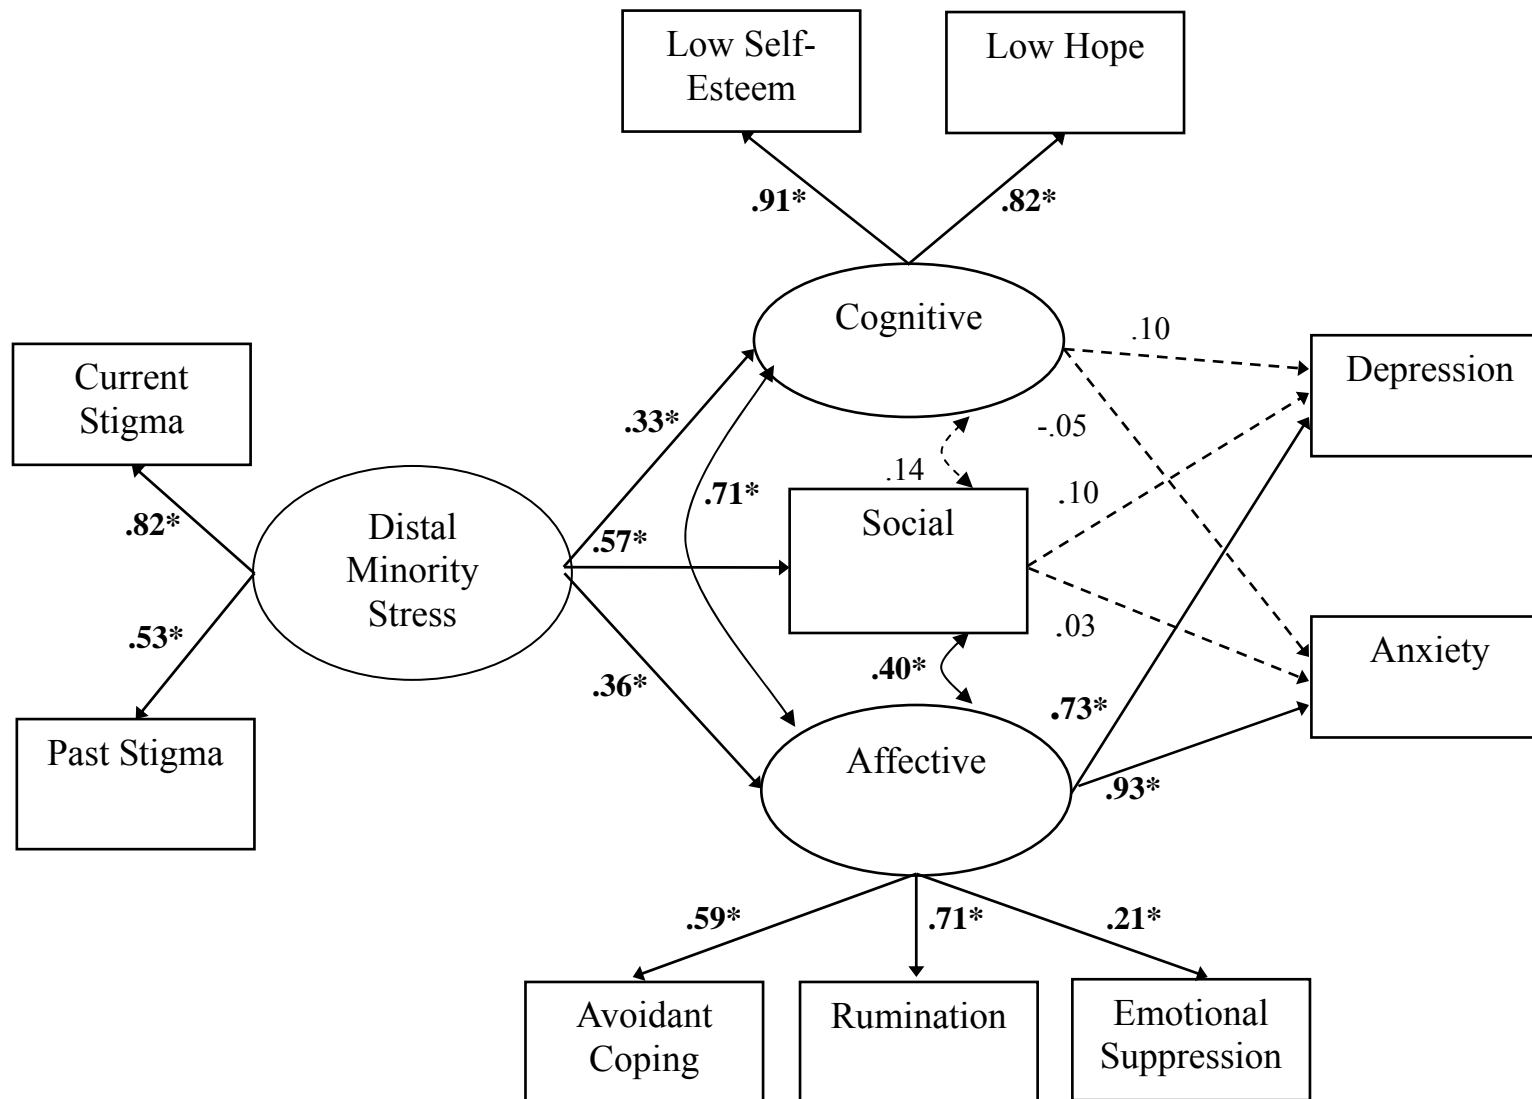 Low Self-
Esteem
Low Hope
.91*
.82*
Cognitive
.10
Depression
Current
Stigma
.33*
-.05
.14
.71*
.10
.82*
Distal
Minority
Stress
.57*
Social
.53*
.03
.36*
.40*
Anxiety
.73*
Past Stigma
Affective
.93*
.59*
.71*
.21*
Avoidant
Coping
Rumination
Emotional
Suppression